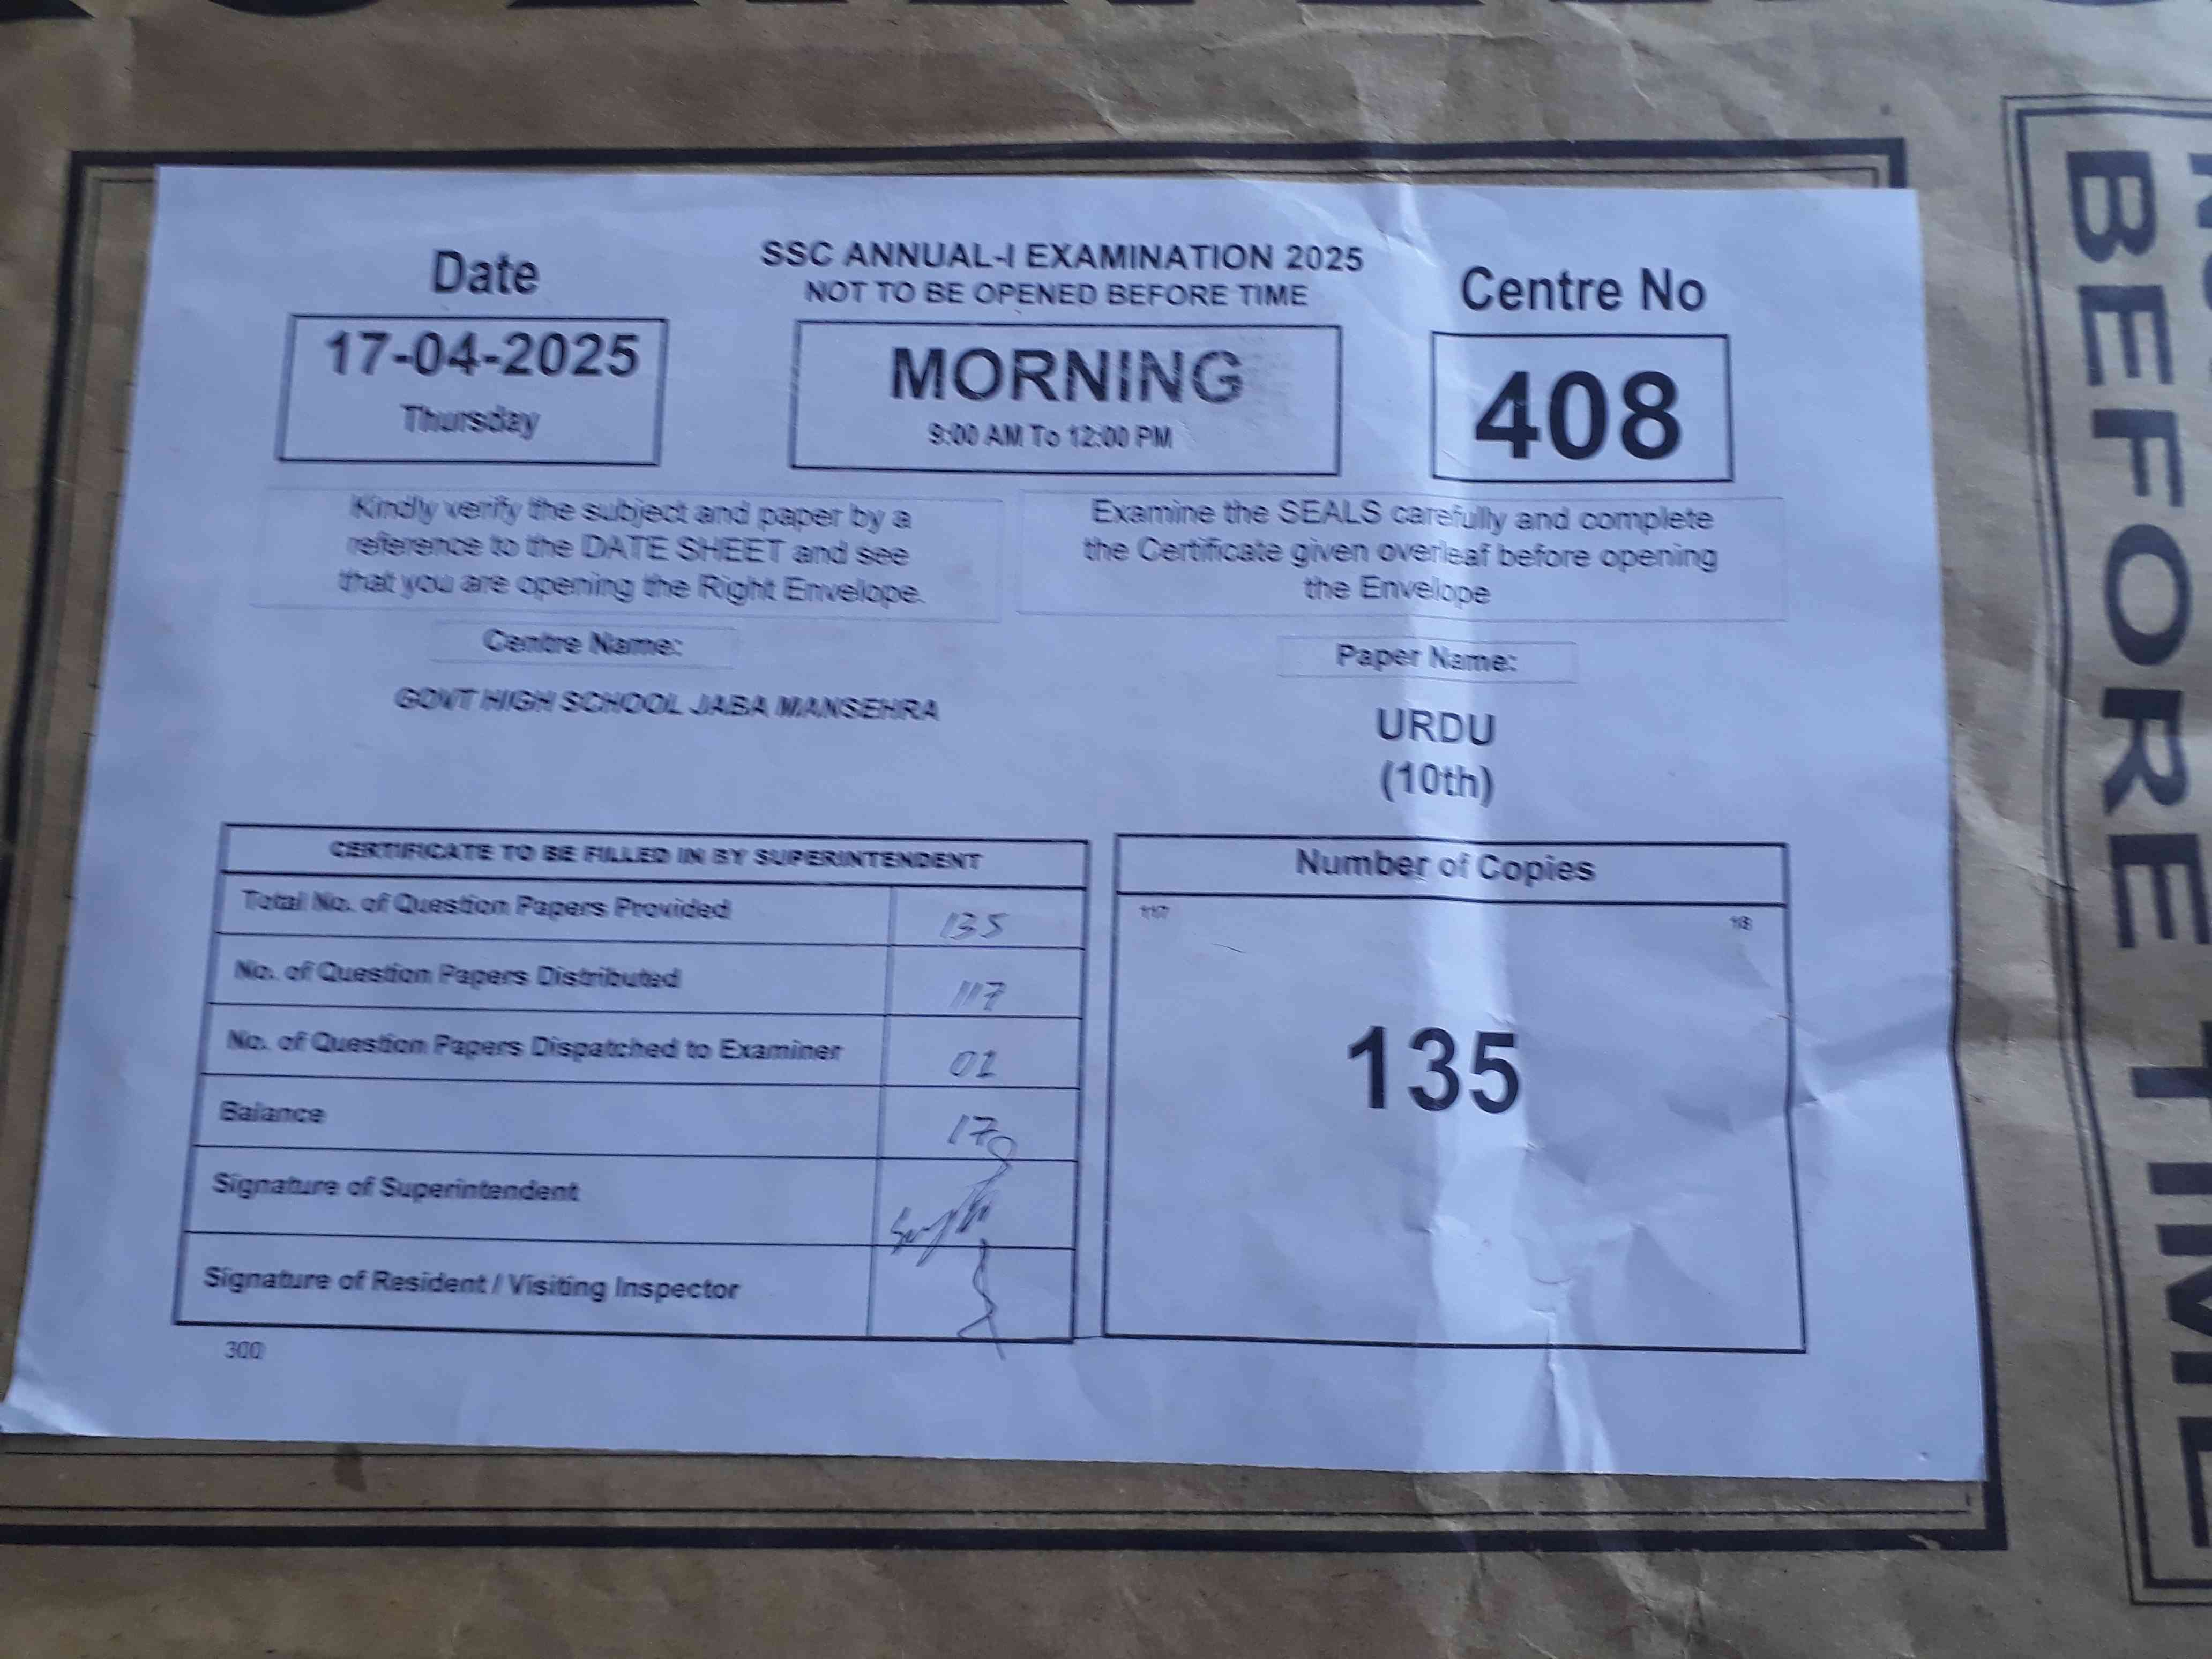 Date
17-04-2025
Thursday
SSC ANNUAL-I EXAMINATION 2025
NOT TO BE OPENED BEFORE TIME
MORNING
9:00 AM To 12:00 PM
Centre No
408
Kindly verify the subject and paper by a
reference to the DATE SHEET and see
that you are opening the Right Envelope.
Examine the SEALS carefully and complete
the Certificate given overleaf before opening
the Envelope
Centre Name:
GOVT HIGH SCHOOL JABA MANSEHRA
Paper Name:
URDU
(10th)
CERTIFICATE TO BE FILLED IN BY SUPERINTENDENT
Total No. of Question Papers Provided 135
No. of Question Papers Distributed 117
No. of Question Papers Dispatched to Examiner 01
Balance 17
Signature of Superintendent
Signature of Resident / Visiting Inspector
300
Number of Copies
117 18
135
BEFORE TIME